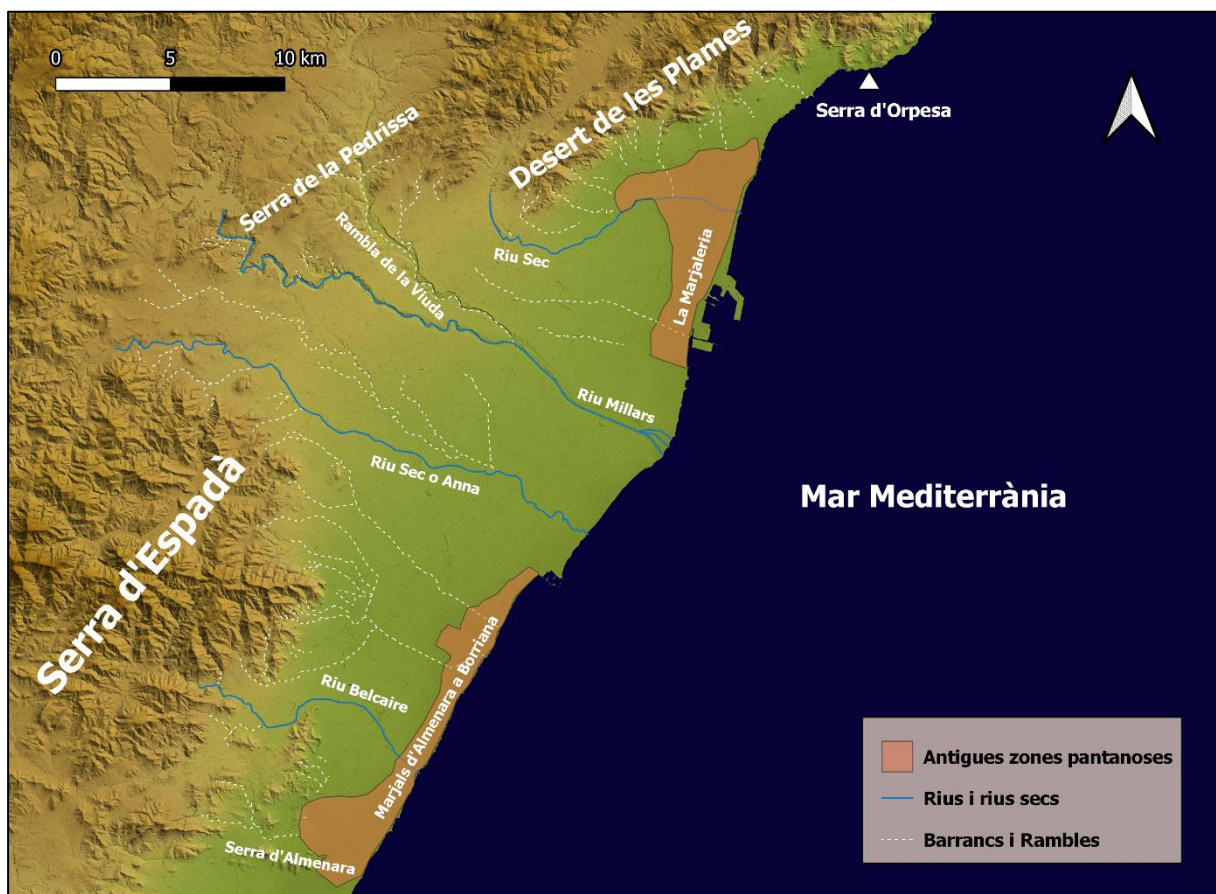 0 5 10 km
Serra d'Orpesa
Desert de les Plames
Serra de la Pedrissa
Rambla de la Viuda
Riu Sec
La Marjaleria
Riu Millars
Riu Sec o Anna
Mar Mediterrània
Serra d'Espadà
Marjals d'Almenara a Borriana
Riu Belcaire
Serra d'Almenara
Antigues zones pantanoses
Rius i rius secs
Barrancs i Rambles